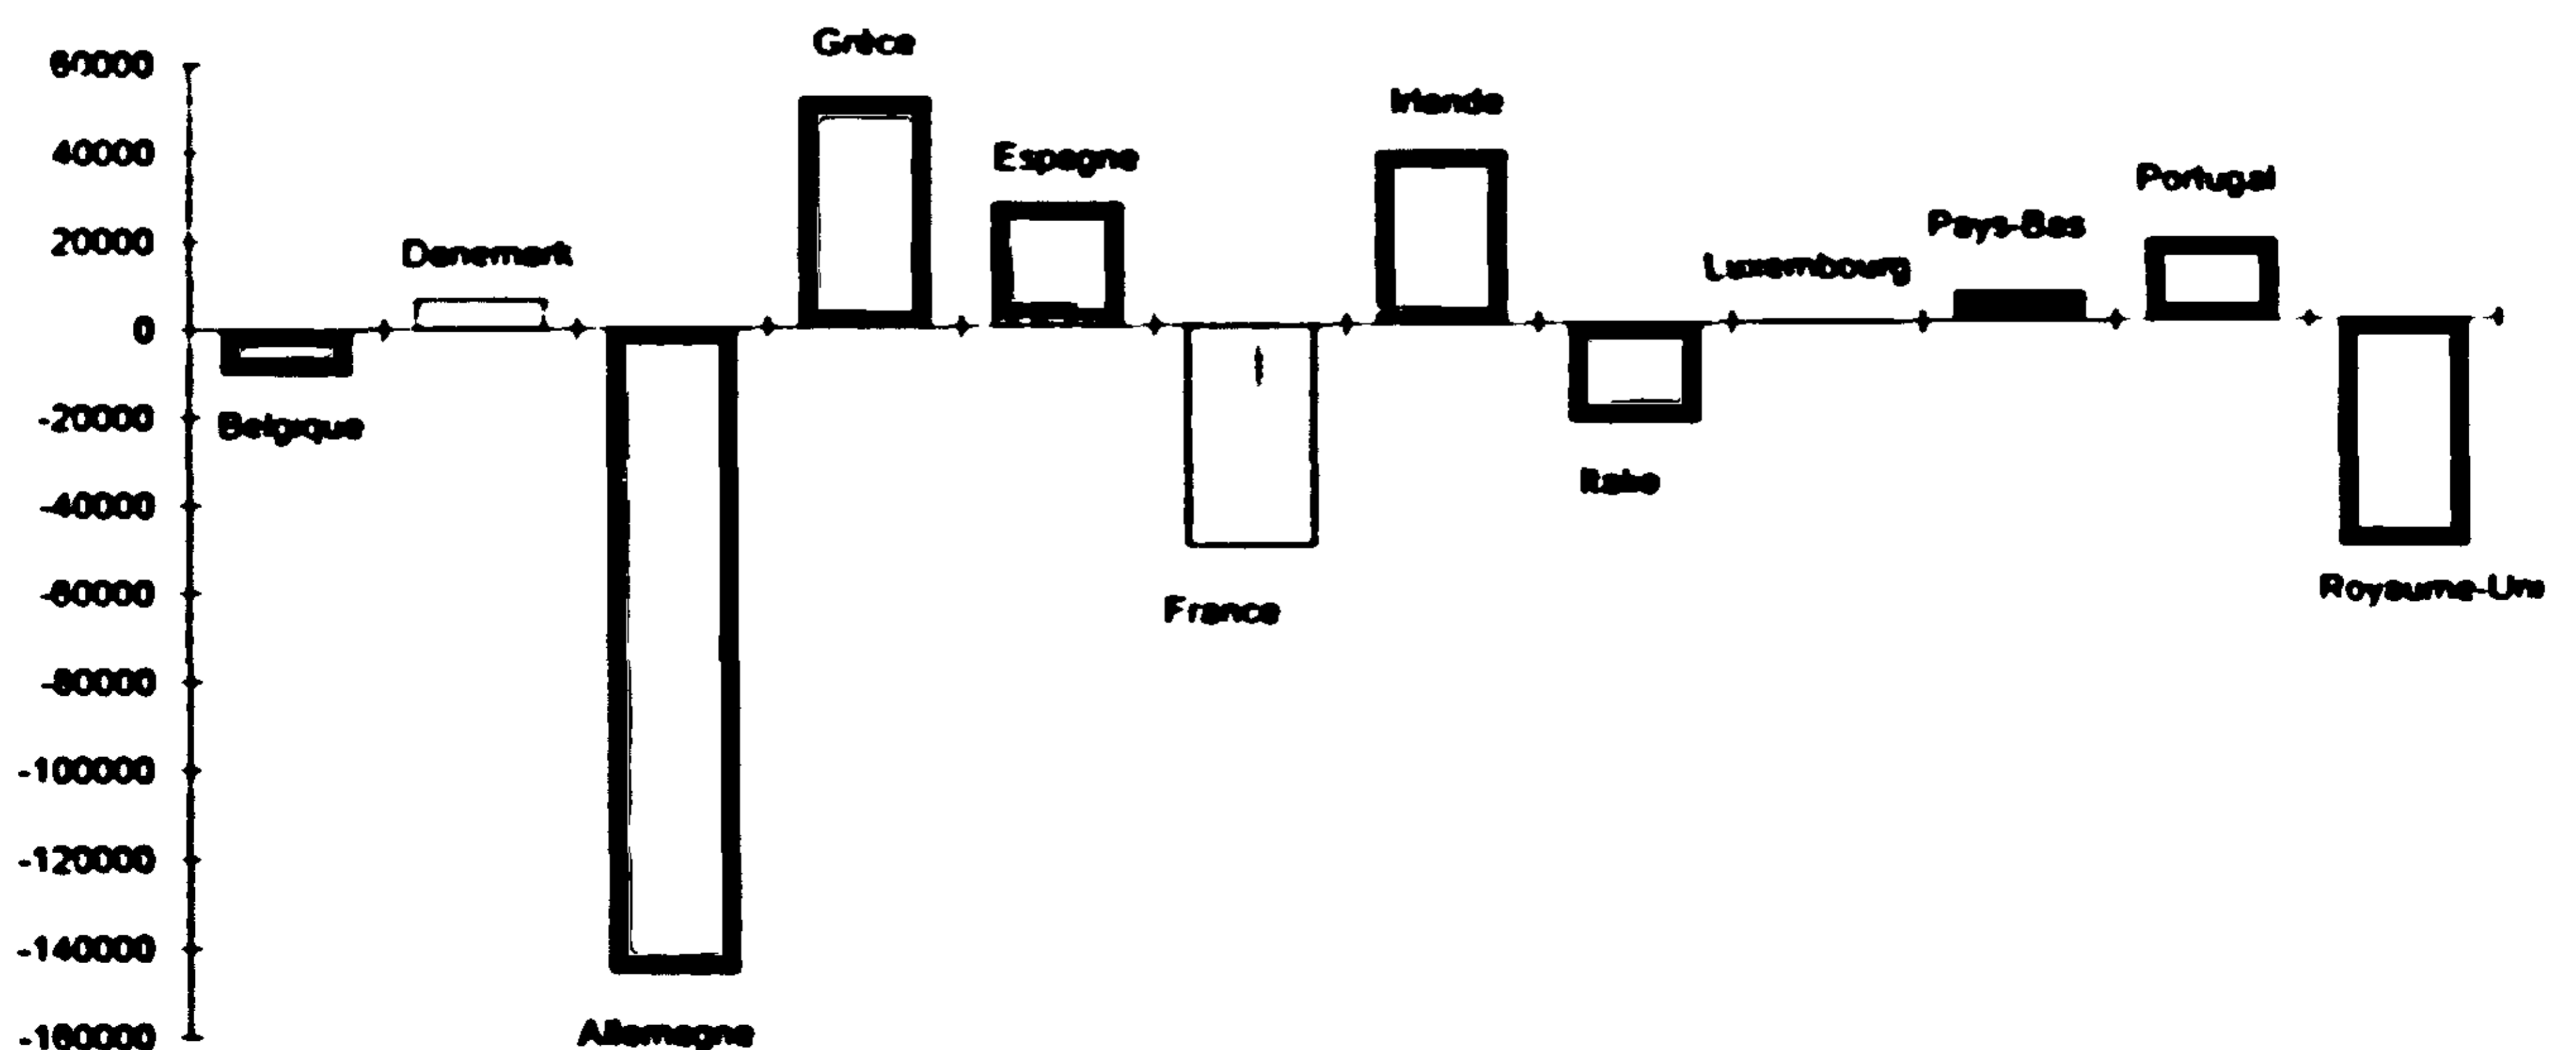 60000
40000
20000
0
-20000
-40000
-60000
-80000
-100000
-120000
-140000
-160000
Belgique
Danemark
Allemagne
Grèce
Espagne
France
Irlande
Italie
Luxembourg
Pays-Bas
Portugal
Royaume-Uni